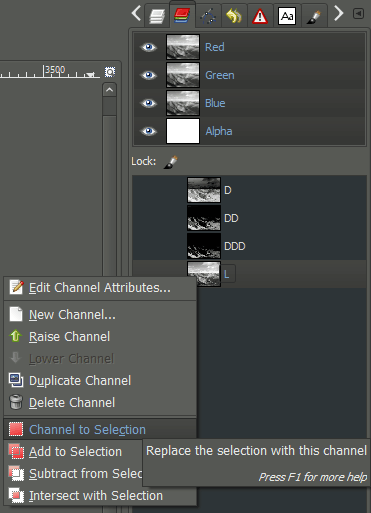 Aa
3500
Red
Green
Blue
Alpha
Lock:
D
DD
DDD
L
Edit Channel Attributes...
New Channel...
Raise Channel
Lower Channel
Duplicate Channel
Delete Channel
Channel to Selection
Add to Selection
Subtract from Selec
Intersect with Selection
Replace the selection with this channel
Press F1 for more help